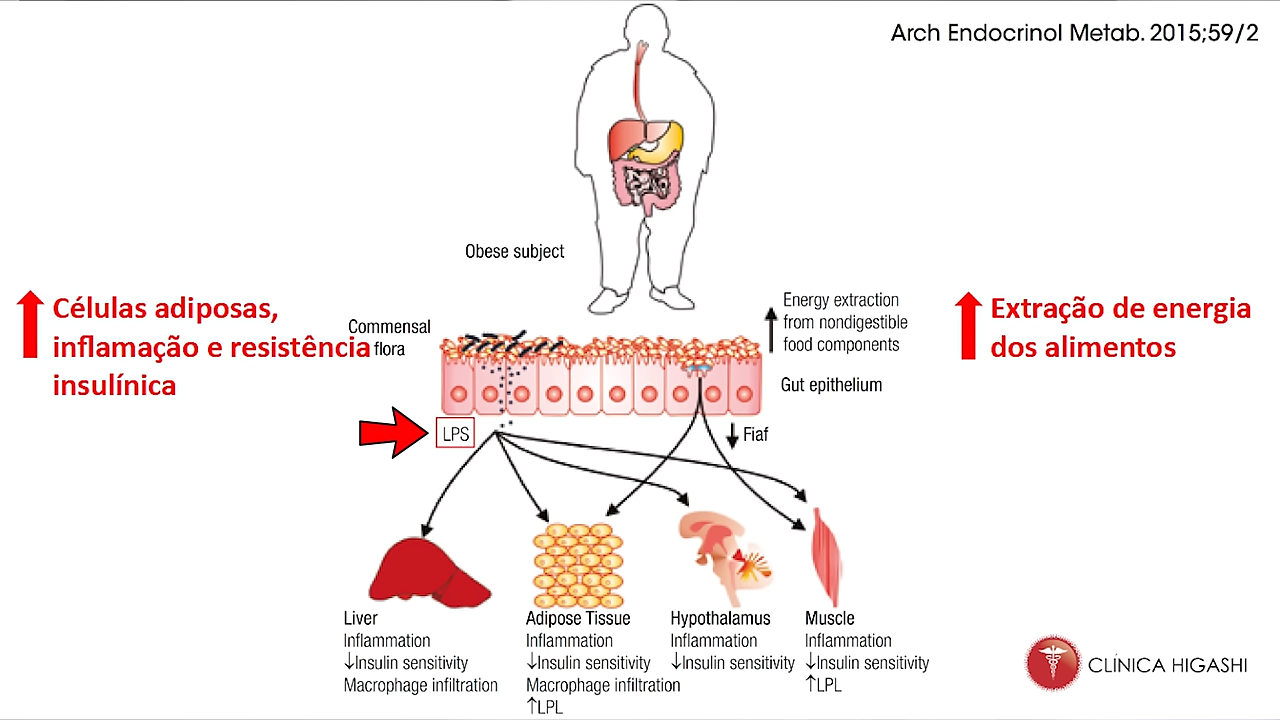 Arch Endocrinol Metab. 2015;59/2
Obese subject
Células adiposas,
inflamação e resistência
insulínica
Commensal
flora
Energy extraction
from nondigestible
food components
Extração de energia
dos alimentos
Gut epithelium
LPS
↓ Fiaf
Liver
Inflammation
↓Insulin sensitivity
Macrophage infiltration
Adipose Tissue
Inflammation
↓Insulin sensitivity
Macrophage infiltration
↑LPL
Hypothalamus
Inflammation
↓Insulin sensitivity
Muscle
Inflammation
↓Insulin sensitivity
↑LPL
CLÍNICA HIGASHI